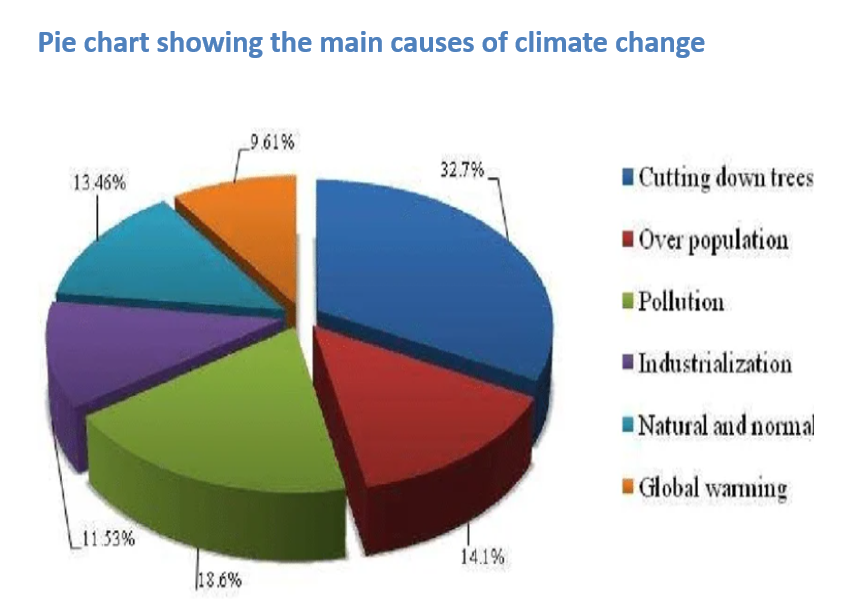 Pie chart showing the main causes of climate change
9.61%
13.46%
32.7%
Cutting down trees
Over population
Pollution
Industrialization
Natural and normal
Global warming
11.53%
18.6%
14.1%